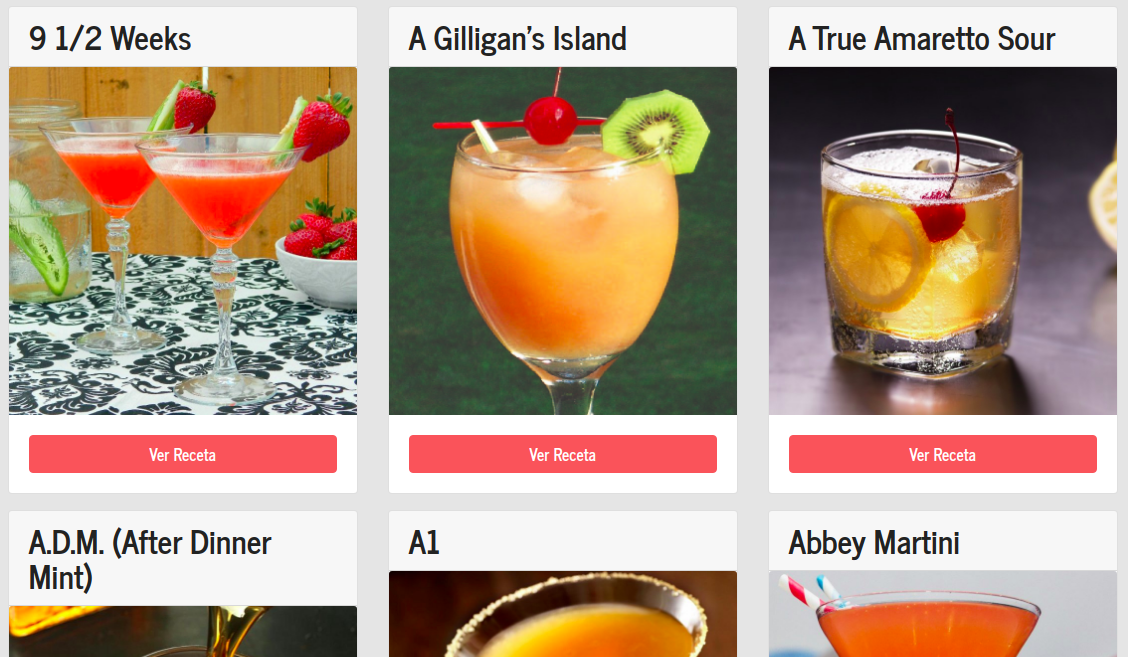 9 1/2 Weeks
A Gilligan’s Island
A True Amaretto Sour
Ver Receta
Ver Receta
Ver Receta
A.D.M. (After Dinner
Mint)
A1
Abbey Martini